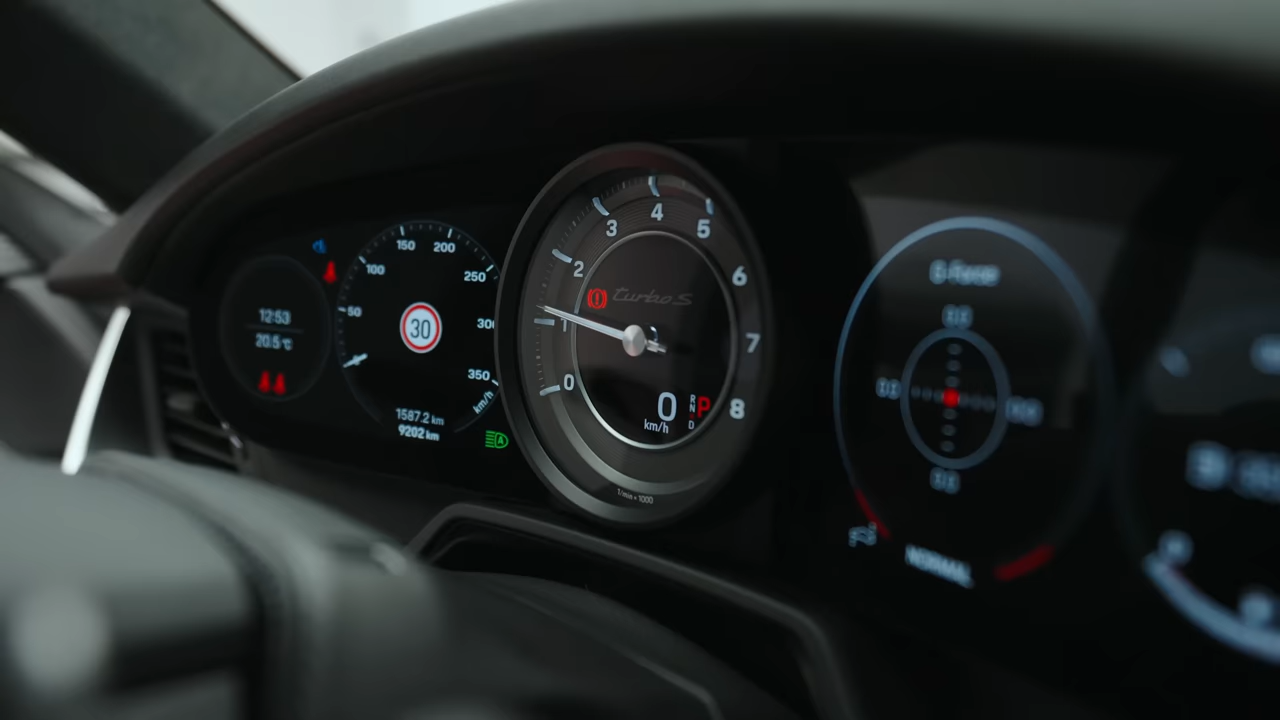 12:53
20.5 °C
50
100
150
200
250
300
350
km/h
30
1587.2 km
9202 km
A
0
1
2
3
4
5
6
7
8
turbo S
0
km/h
R
N
D
P
1/min x 1000
G-Force
NORMAL